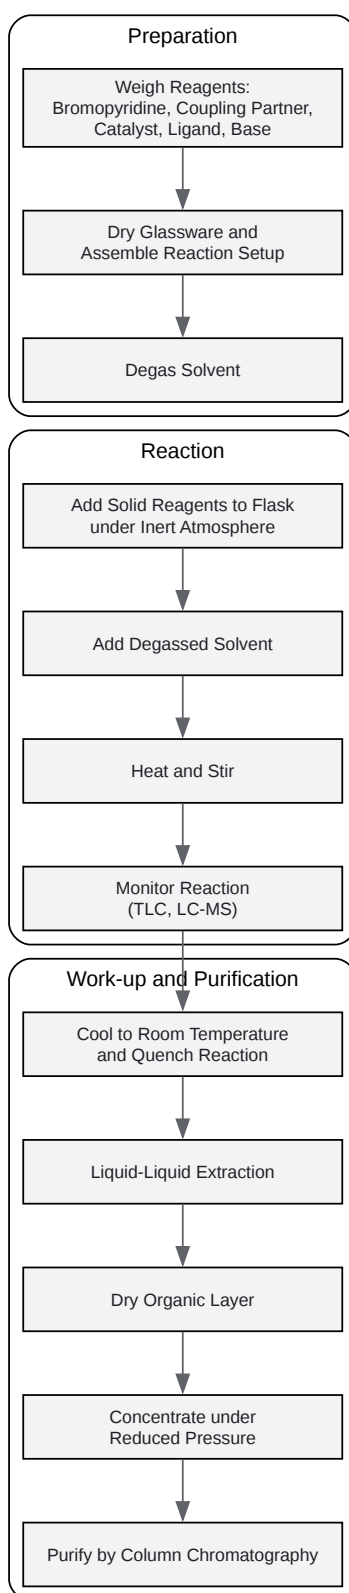 Preparation
Weigh Reagents:
Bromopyridine, Coupling Partner,
Catalyst, Ligand, Base
Dry Glassware and
Assemble Reaction Setup
Degas Solvent
Reaction
Add Solid Reagents to Flask
under Inert Atmosphere
Add Degassed Solvent
Heat and Stir
Monitor Reaction
(TLC, LC-MS)
Work-up and Purification
Cool to Room Temperature
and Quench Reaction
Liquid-Liquid Extraction
Dry Organic Layer
Concentrate under
Reduced Pressure
Purify by Column Chromatography